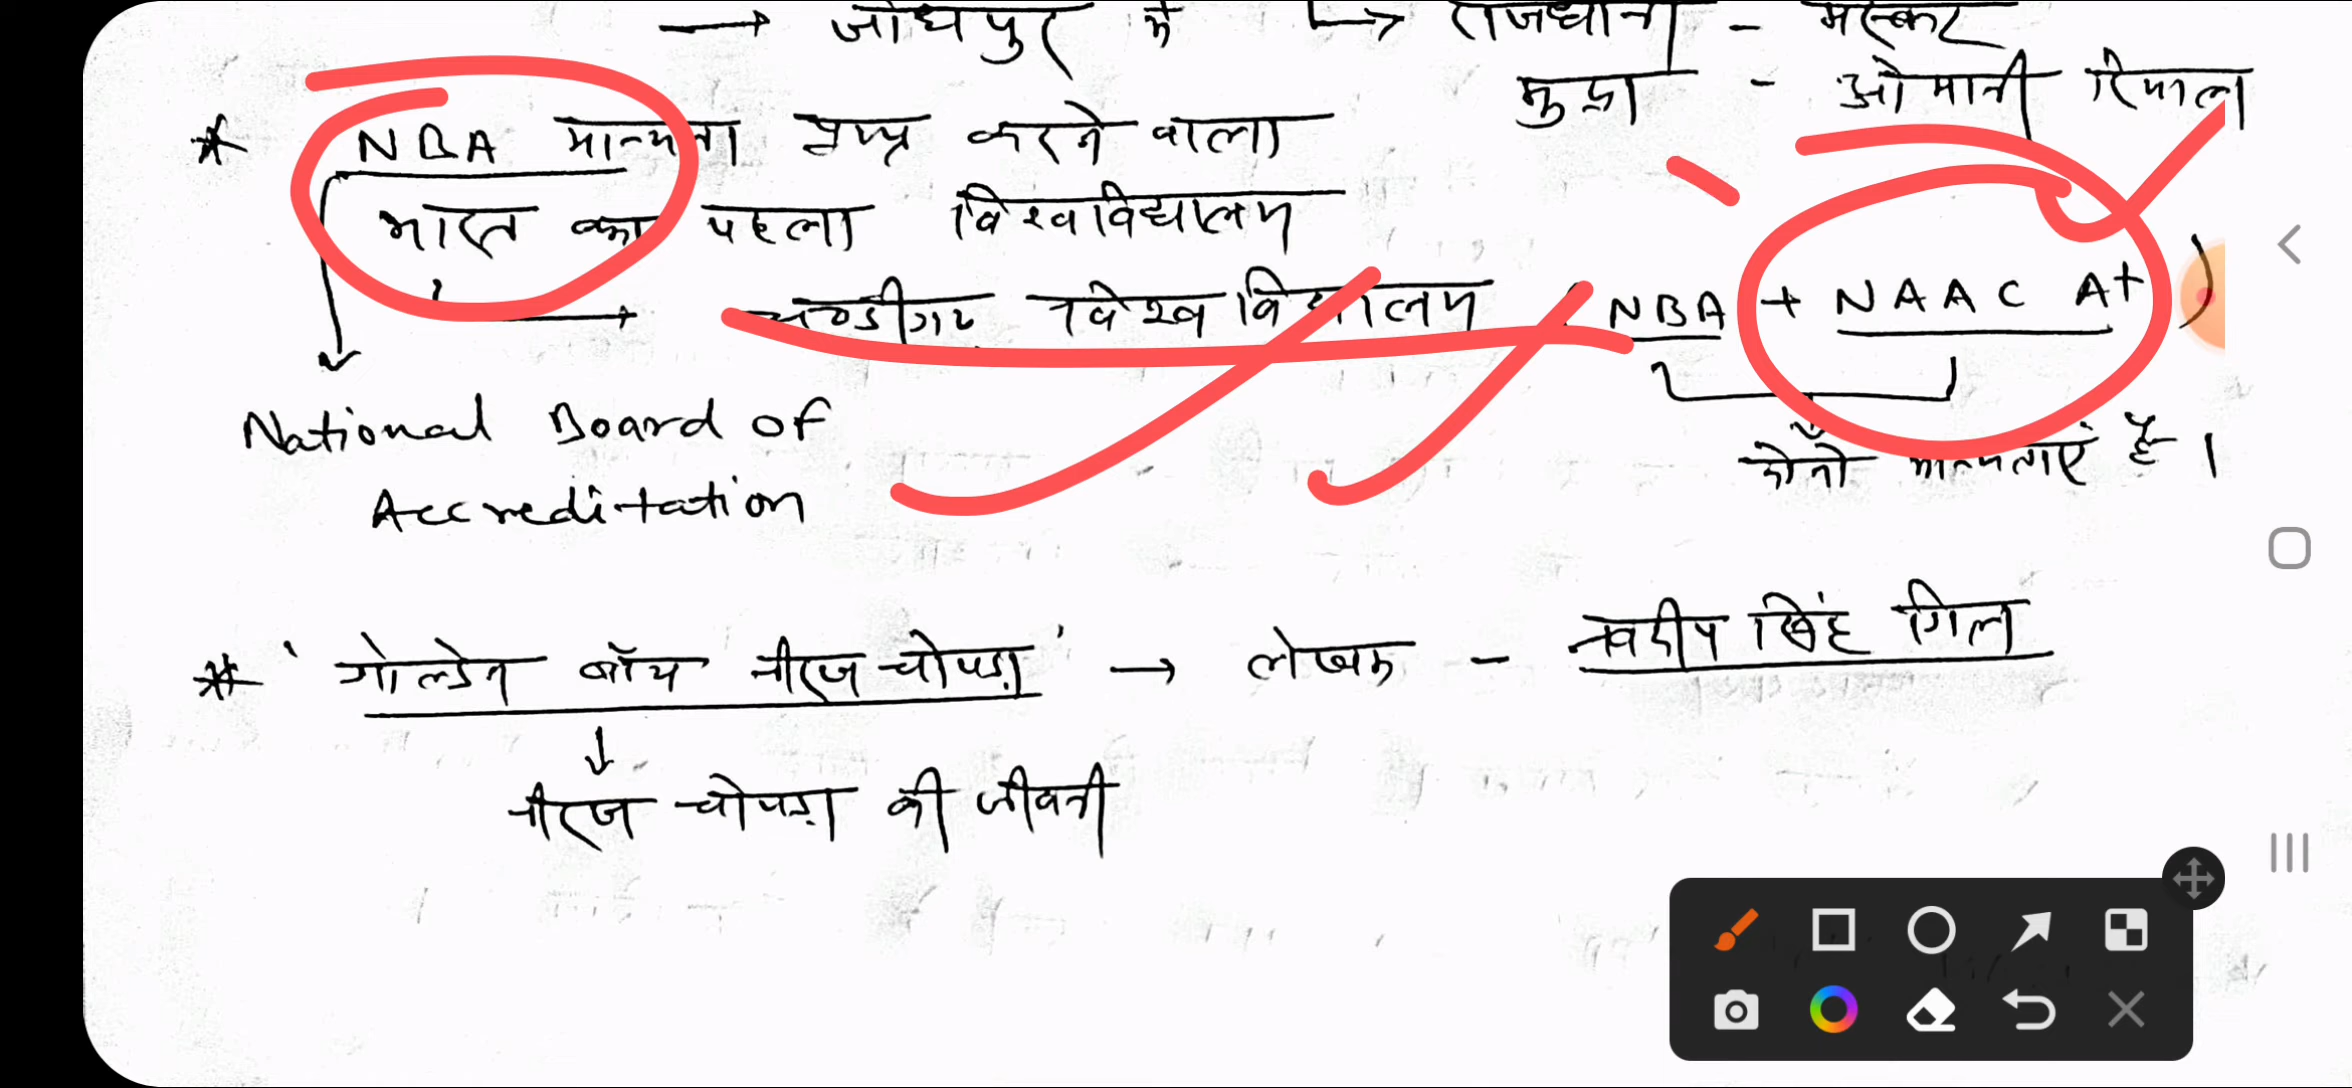 → जोधपुर में ↳ राजधानी - मस्कट
मुद्रा - ओमानी रियाल
* NBA मान्यता प्राप्त करने वाला
भारत का पहला विश्वविद्यालय
→ चण्डीगढ विश्वविद्यालय (NBA + NAAC A+)
दोनों मान्यताएं है।
National Board of
Accreditation
* 'गोल्डेन बॉय नीरज चोपड़ा' → लेखक - नवदीप सिंह गिल
↓
नीरज चोपड़ा की जीवनी